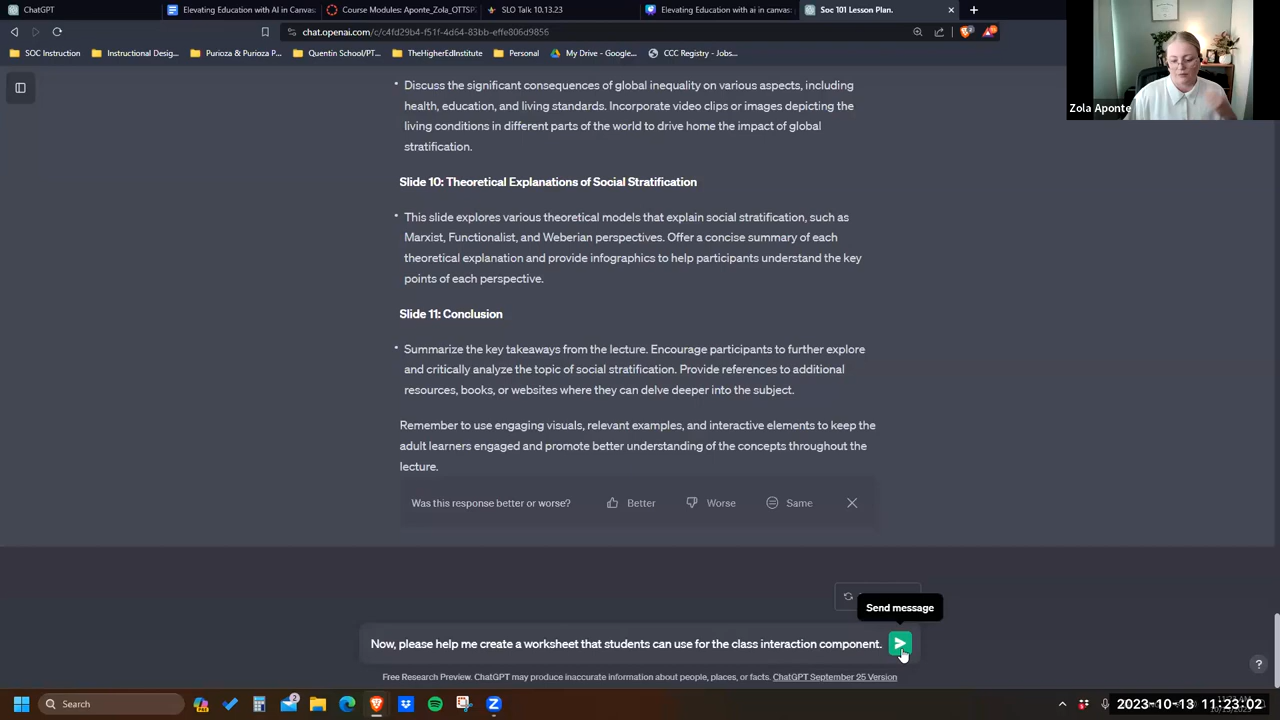 ChatGPT
Elevating Education with AI in Canvas
Course Modules: Aponte_Zola_OTTSP
SLO Talk 10.13.23
Elevating Education with ai in canvas
Soc 101 Lesson Plan.
chat.openai.com/c/c4fd29b4-f51f-4d64-83bb-eefc806d9856
SOC Instruction
Instructional Desig...
Purioza & Purioza P...
Quentin School/PT...
TheHigherEdInstitute
Personal
My Drive - Google...
CCC Registry - Jobs...
Zola Aponte
• Discuss the significant consequences of global inequality on various aspects, including
health, education, and living standards. Incorporate video clips or images depicting the
living conditions in different parts of the world to drive home the impact of global
stratification.
Slide 10: Theoretical Explanations of Social Stratification
• This slide explores various theoretical models that explain social stratification, such as
Marxist, Functionalist, and Weberian perspectives. Offer a concise summary of each
theoretical explanation and provide infographics to help participants understand the key
points of each perspective.
Slide 11: Conclusion
• Summarize the key takeaways from the lecture. Encourage participants to further explore
and critically analyze the topic of social stratification. Provide references to additional
resources, books, or websites where they can delve deeper into the subject.
Remember to use engaging visuals, relevant examples, and interactive elements to keep the
adult learners engaged and promote better understanding of the concepts throughout the
lecture.
Was this response better or worse?
Better
Worse
Same
Send message
Now, please help me create a worksheet that students can use for the class interaction component.
Free Research Preview. ChatGPT may produce inaccurate information about people, places, or facts. ChatGPT September 25 Version
?
Search
2
2023-10-13 11:23:02